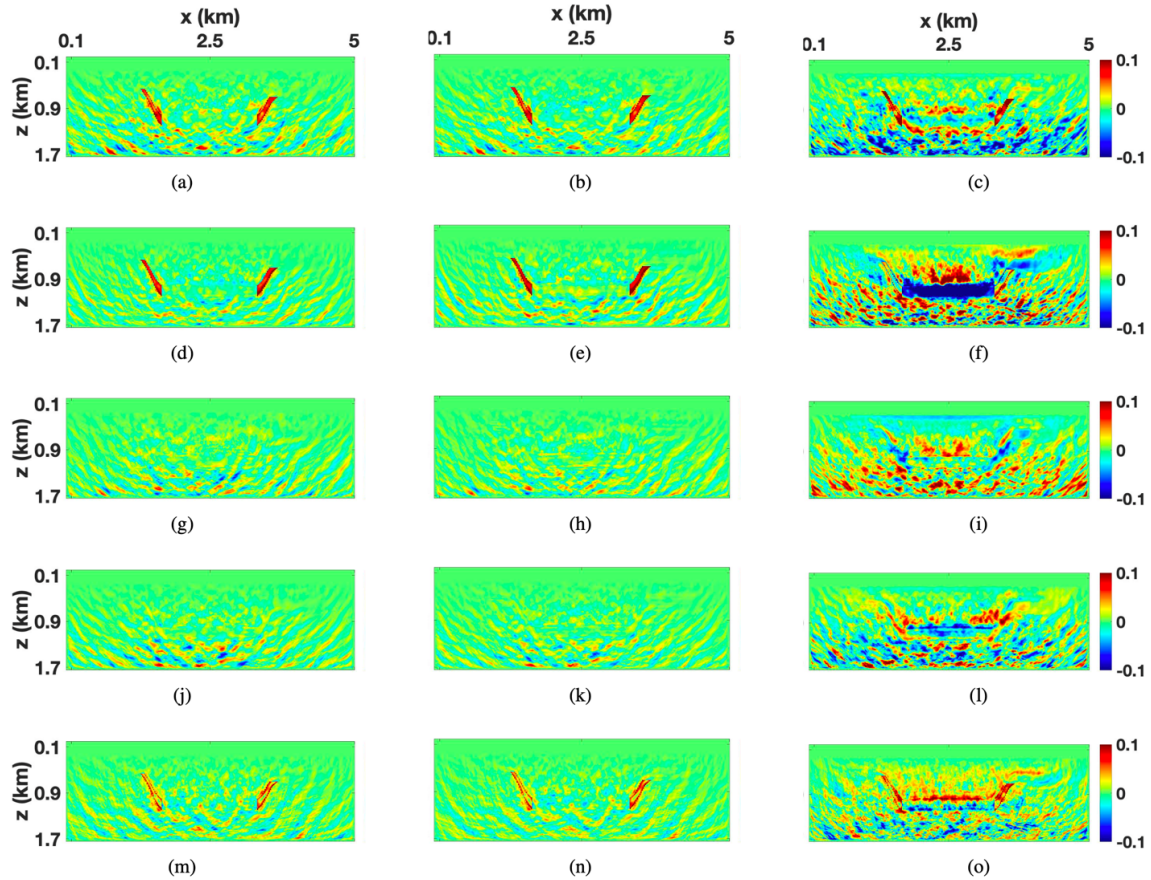 x (km) x (km) x (km)
0.1 2.5 5 0.1 2.5 5 0.1 2.5 5
z (km) 0.1 0.9 1.7 0.1 0 -0.1
(a) (b) (c)
z (km) 0.1 0.9 1.7 0.1 0 -0.1
(d) (e) (f)
z (km) 0.1 0.9 1.7 0.1 0 -0.1
(g) (h) (i)
z (km) 0.1 0.9 1.7 0.1 0 -0.1
(j) (k) (l)
z (km) 0.1 0.9 1.7 0.1 0 -0.1
(m) (n) (o)